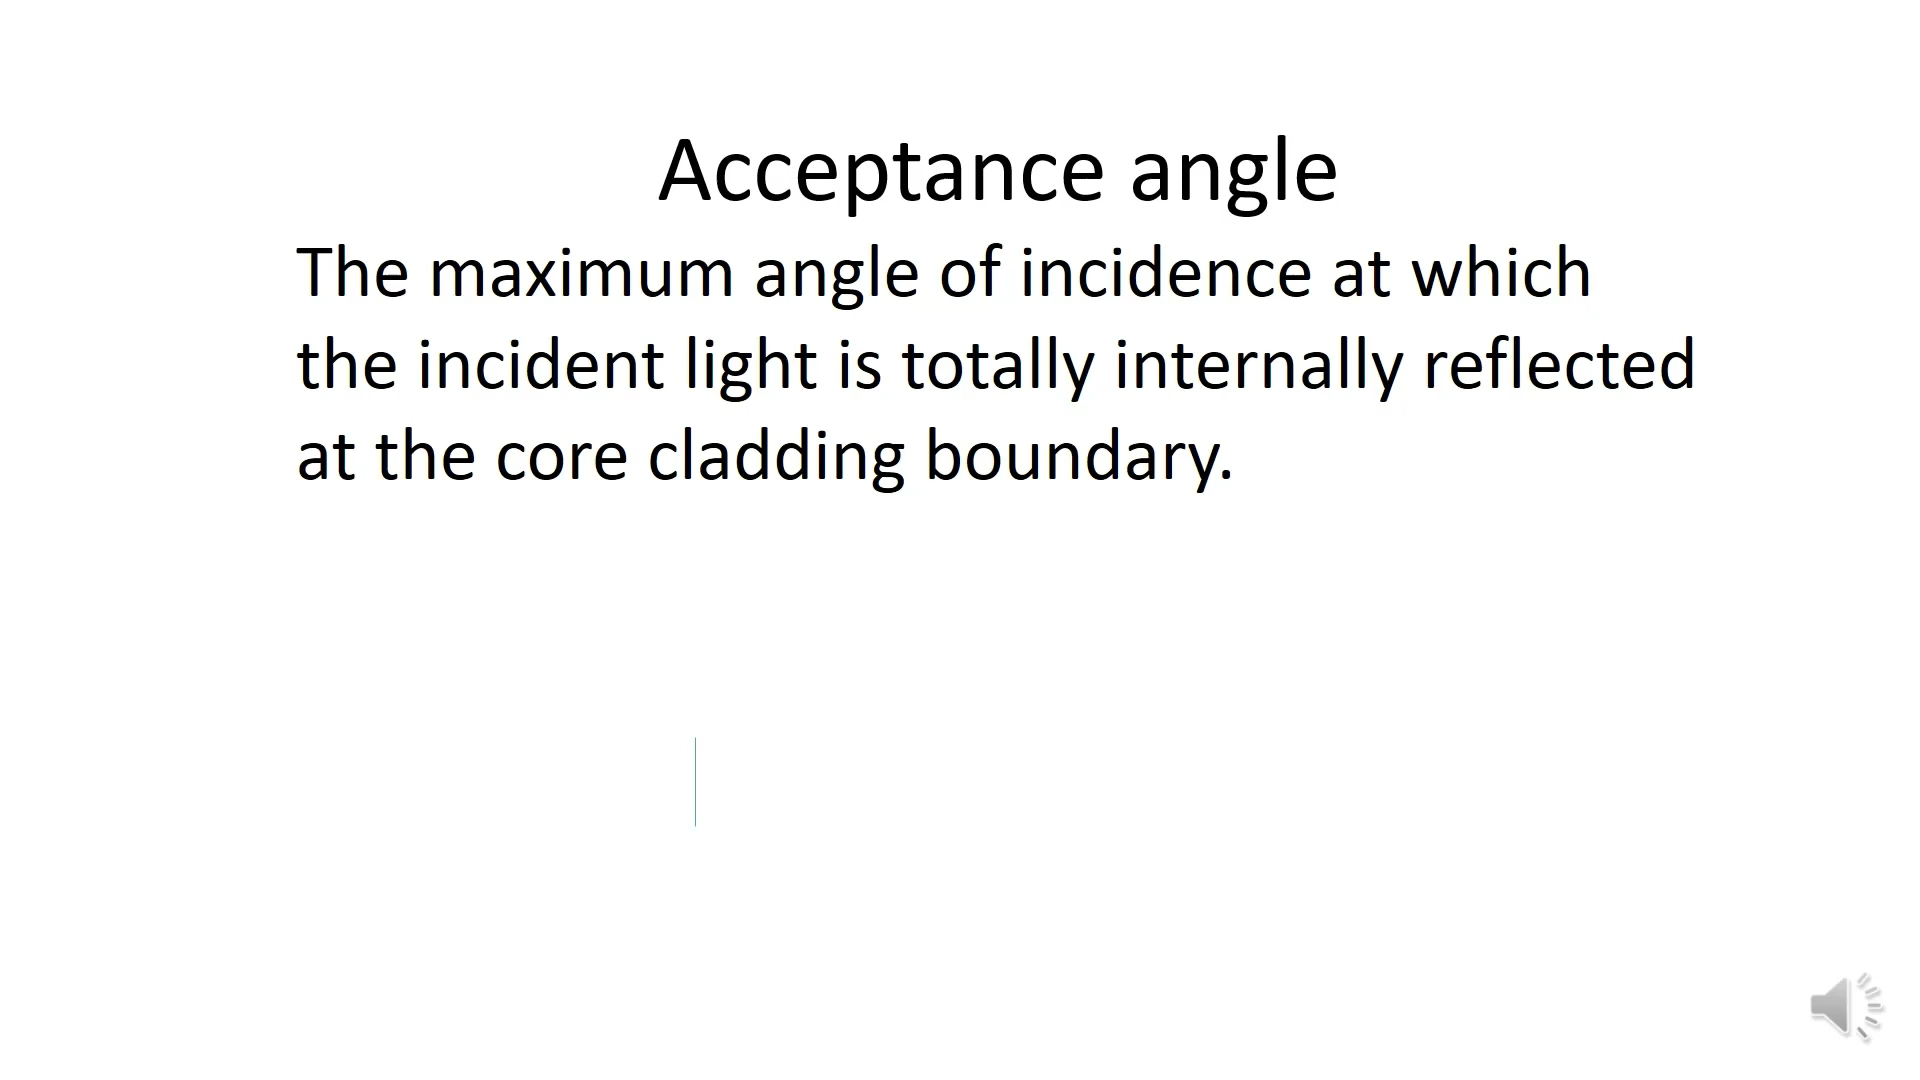 Acceptance angle
The maximum angle of incidence at which
the incident light is totally internally reflected
at the core cladding boundary.